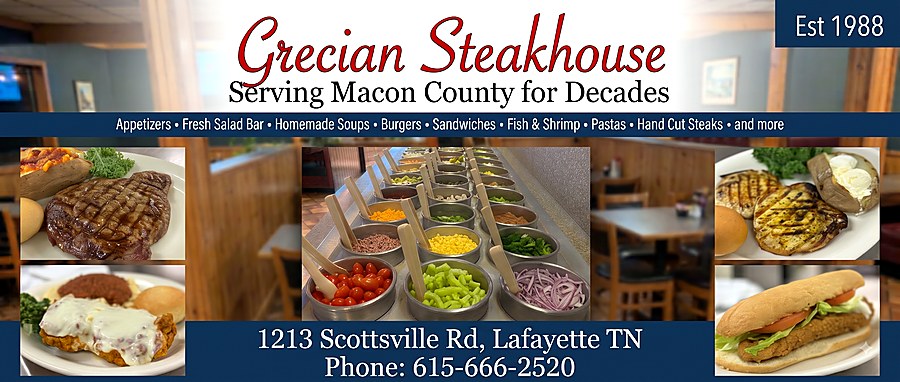 Est 1988
Grecian Steakhouse
Serving Macon County for Decades
Appetizers • Fresh Salad Bar • Homemade Soups • Burgers • Sandwiches • Fish & Shrimp • Pastas • Hand Cut Steaks • and more
1213 Scottsville Rd, Lafayette TN
Phone: 615-666-2520